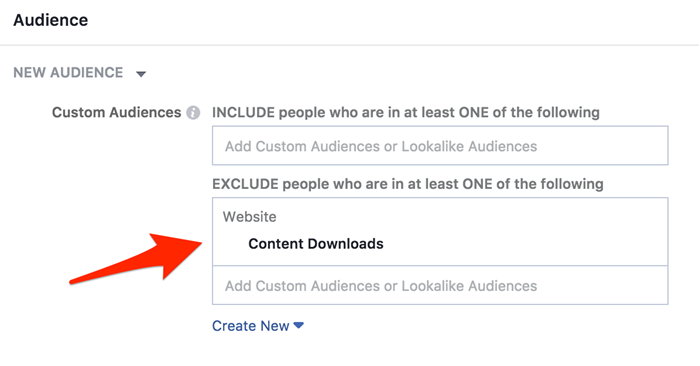 Audience
NEW AUDIENCE
Custom Audiences
INCLUDE people who are in at least ONE of the following
Add Custom Audiences or Lookalike Audiences
EXCLUDE people who are in at least ONE of the following
Website
Content Downloads
Add Custom Audiences or Lookalike Audiences
Create New